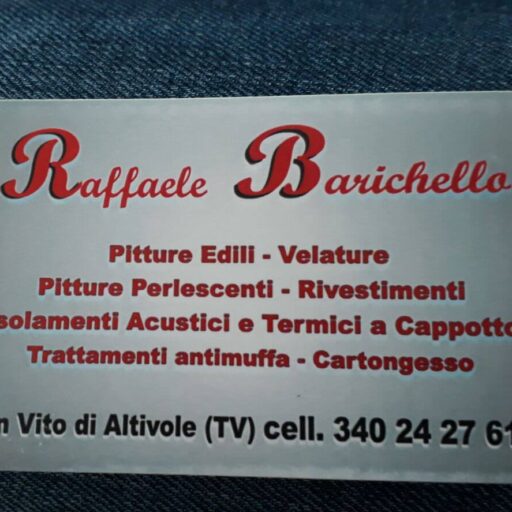 Raffaele Barichello
Pitture Edili - Velature
Pitture Perlescenti - Rivestimenti
solamenti Acustici e Termici a Cappotto
Trattamenti antimuffa - Cartongesso
n Vito di Altivole (TV) cell. 340 24 27 61